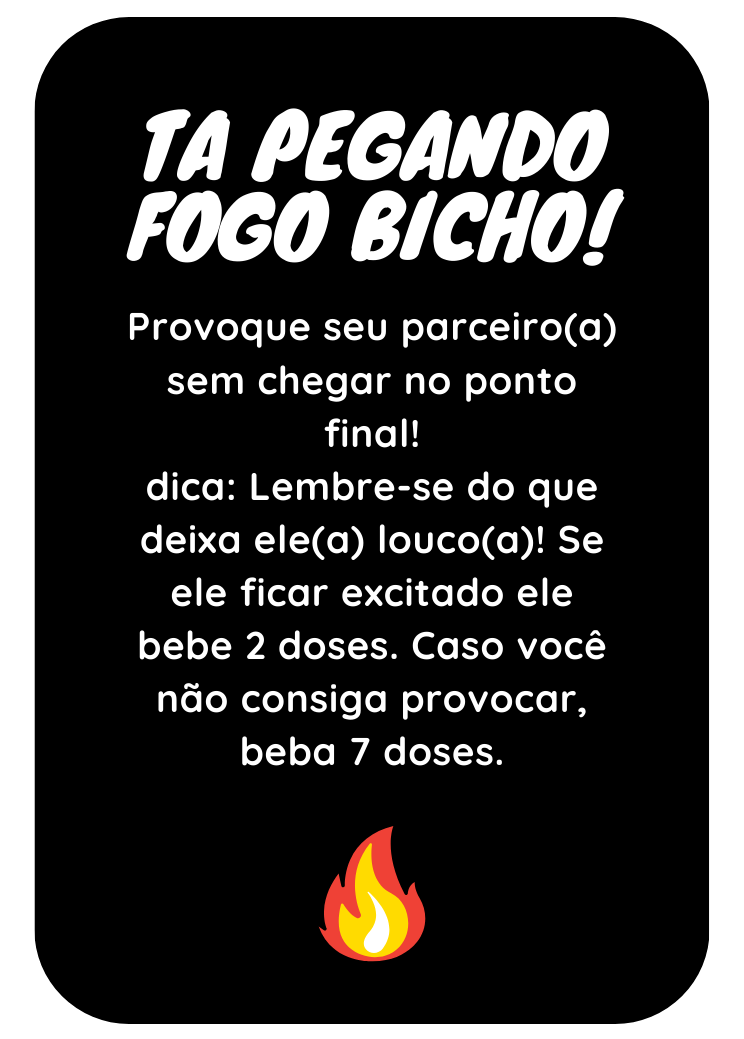 TA PEGANDO
FOGO BICHO!
Provoque seu parceiro(a)
sem chegar no ponto
final!
dica: Lembre-se do que
deixa ele(a) louco(a)! Se
ele ficar excitado ele
bebe 2 doses. Caso você
não consiga provocar,
beba 7 doses.